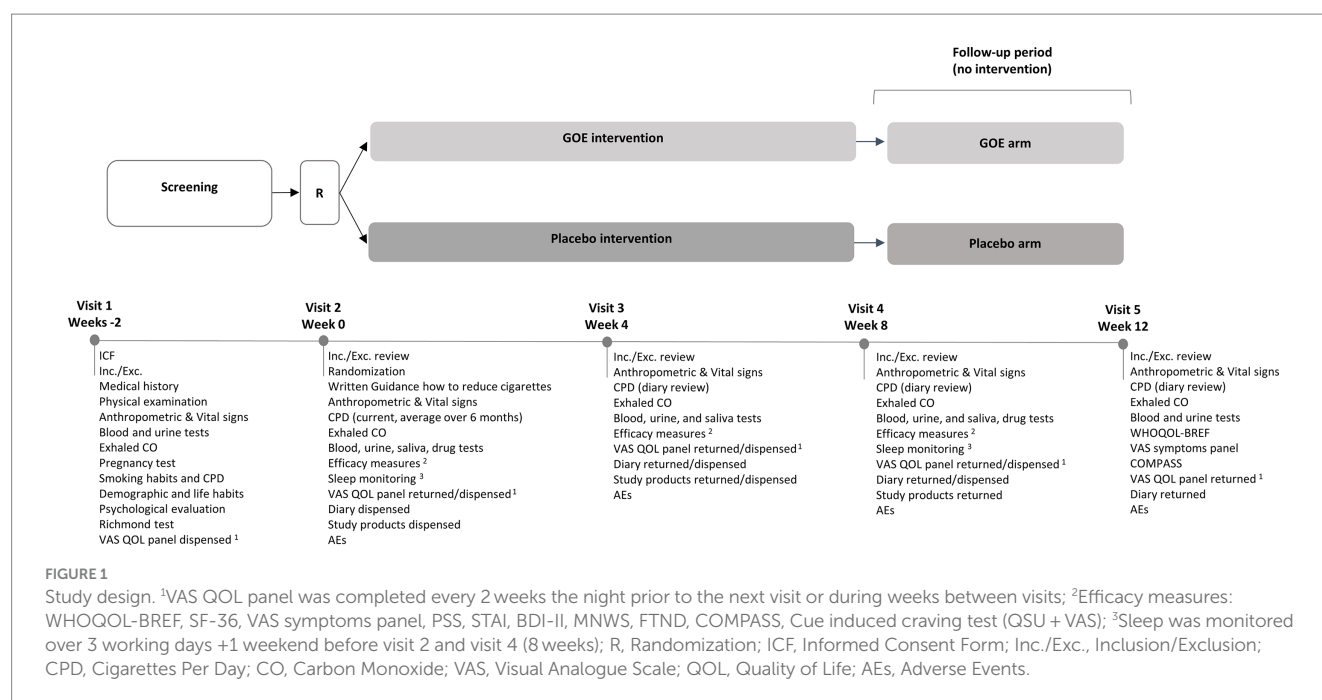 Follow-up period
(no intervention)
GOE intervention
GOE arm
Screening
R
Placebo intervention
Placebo arm
Visit 1
Weeks -2
ICF
Inc./Exc.
Medical history
Physical examination
Anthropometric & Vital signs
Blood and urine tests
Exhaled CO
Pregnancy test
Smoking habits and CPD
Demographic and life habits
Psychological evaluation
Richmond test
VAS QOL panel dispensed ¹
Visit 2
Week 0
Inc./Exc. review
Randomization
Written Guidance how to reduce cigarettes
Anthropometric & Vital signs
CPD (current, average over 6 months)
Exhaled CO
Blood, urine, saliva, drug tests
Efficacy measures ²
Sleep monitoring ³
VAS QOL panel returned/dispensed¹
Diary dispensed
Study products dispensed
AEs
Visit 3
Week 4
Inc./Exc. review
Anthropometric & Vital signs
CPD (diary review)
Exhaled CO
Blood, urine, and saliva tests
Efficacy measures ²
VAS QOL panel returned/dispensed¹
Diary returned/dispensed
Study products returned/dispensed
AEs
Visit 4
Week 8
Inc./Exc. review
Anthropometric & Vital signs
CPD (diary review)
Exhaled CO
Blood, urine, and saliva, drug tests
Efficacy measures ²
Sleep monitoring ³
VAS QOL panel returned/dispensed¹
Diary returned/dispensed
Study products returned
AEs
Visit 5
Week 12
Inc./Exc. review
Anthropometric & Vital signs
CPD (diary review)
Exhaled CO
Blood and urine tests
WHOQOL-BREF
VAS symptoms panel
COMPASS
VAS QOL panel returned ¹
Diary returned
AEs
FIGURE 1
Study design. ¹VAS QOL panel was completed every 2 weeks the night prior to the next visit or during weeks between visits; ²Efficacy measures:
WHOQOL-BREF, SF-36, VAS symptoms panel, PSS, STAI, BDI-II, MNWS, FTND, COMPASS, Cue induced craving test (QSU + VAS); ³Sleep was monitored
over 3 working days +1 weekend before visit 2 and visit 4 (8 weeks); R, Randomization; ICF, Informed Consent Form; Inc./Exc., Inclusion/Exclusion;
CPD, Cigarettes Per Day; CO, Carbon Monoxide; VAS, Visual Analogue Scale; QOL, Quality of Life; AEs, Adverse Events.